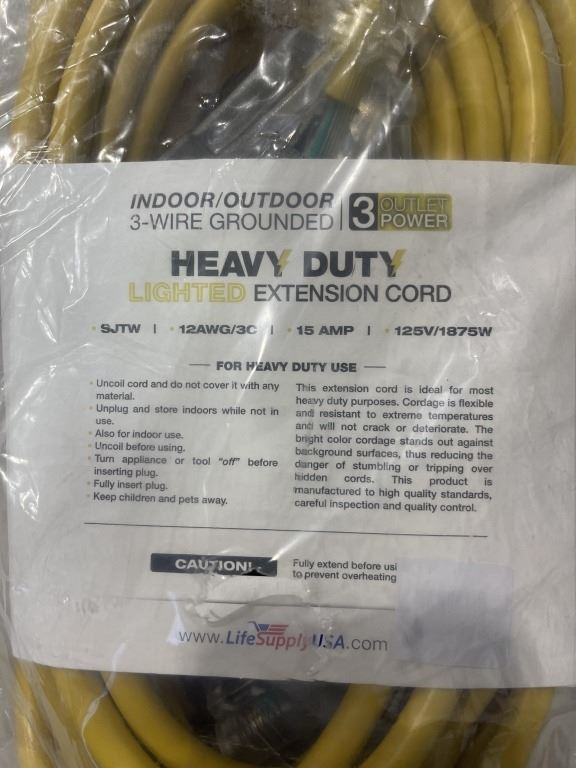 INDOOR/OUTDOOR
3-WIRE GROUNDED
3 OUTLET
POWER
HEAVY DUTY
LIGHTED EXTENSION CORD
• SJTW | • 12AWG/3C | • 15 AMP | • 125V/1875W
FOR HEAVY DUTY USE
• Uncoil cord and do not cover it with any
material.
• Unplug and store indoors while not in
use.
• Also for indoor use.
• Uncoil before using.
• Turn appliance or tool "off" before
inserting plug.
• Fully insert plug.
• Keep children and pets away.
This extension cord is ideal for most
heavy duty purposes. Cordage is flexible
and resistant to extreme temperatures
and will not crack or deteriorate. The
bright color cordage stands out against
background surfaces, thus reducing the
danger of stumbling or tripping over
hidden cords. This product is
manufactured to high quality standards,
careful inspection and quality control.
CAUTION!
Fully extend before usi
to prevent overheating
www.LifeSupplyUSA.com